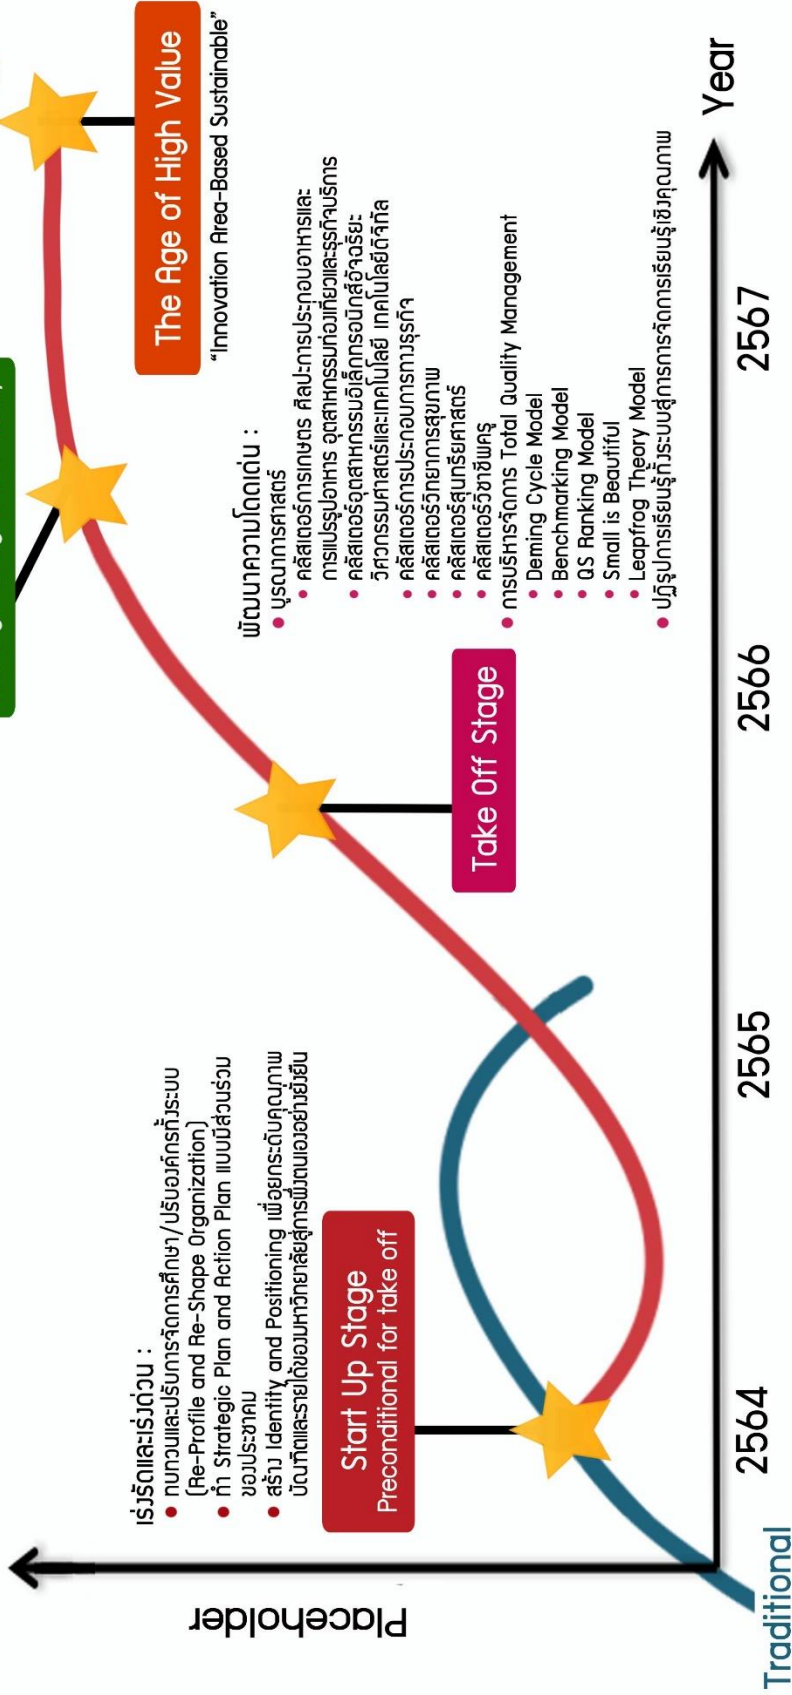 The Age of High Value
“Innovation Area-Based Sustainable”
เร่งรัดและเร่งด่วน :
ทบทวนและปรับการจัดการศึกษา/ปรับองค์กรทั้งระบบ
(Re-Profile and Re-Shape Organization)
ทำ Strategic Plan and Action Plan แบบมีส่วนร่วม
ของประชาคม
สร้าง Identity and Positioning เพื่อยกระดับคุณภาพ
บัณฑิตและรายได้ของมหาวิทยาลัยสู่การพึ่งตนเองอย่างยั่งยืน
Start Up Stage
Preconditional for take off
พัฒนาความโดดเด่น :
บูรณาการศาสตร์
คลัสเตอร์การเกษตร ศิลปะการประกอบอาหารและ
การแปรรูปอาหาร อุตสาหกรรมท่องเที่ยวและธุรกิจบริการ
คลัสเตอร์อุตสาหกรรมอิเล็กทรอนิกส์อัจฉริยะ
วิศวกรรมศาสตร์และเทคโนโลยี เทคโนโลยีดิจิทัล
คลัสเตอร์การประกอบการทางธุรกิจ
คลัสเตอร์วิทยาการสุขภาพ
คลัสเตอร์สุนทรียศาสตร์
คลัสเตอร์วิชาชีพครู
การบริหารจัดการ Total Quality Management
Deming Cycle Model
Benchmarking Model
QS Ranking Model
Small is Beautiful
Leapfrog Theory Model
ปฏิรูปการเรียนรู้ทั้งระบบสู่การการจัดการเรียนรู้เชิงคุณภาพ
Take Off Stage
Placeholder
Year
2564
2565
2566
2567
Traditional